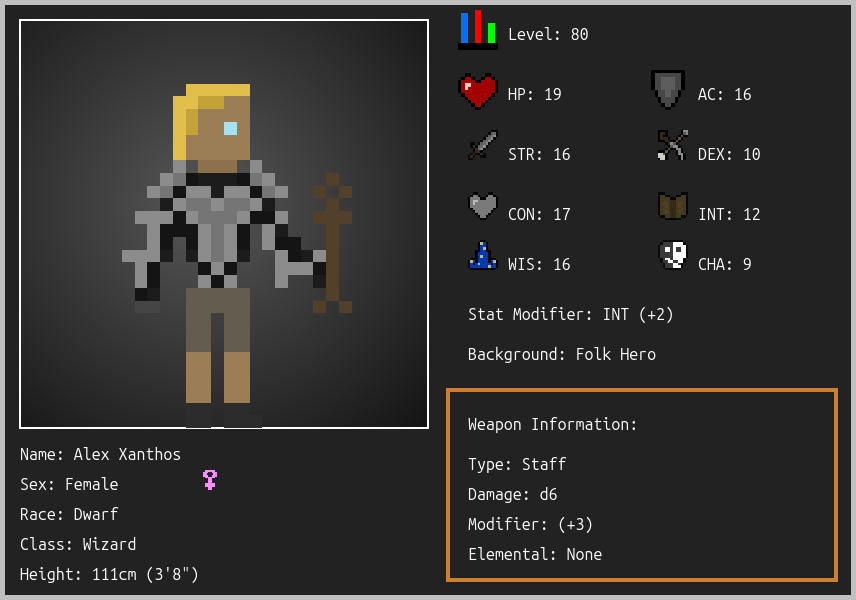 Level: 80
HP: 19
AC: 16
STR: 16
DEX: 10
CON: 17
INT: 12
WIS: 16
CHA: 9
Stat Modifier: INT (+2)
Background: Folk Hero
Weapon Information:
Type: Staff
Damage: d6
Modifier: (+3)
Elemental: None
Name: Alex Xanthos
Sex: Female
Race: Dwarf
Class: Wizard
Height: 111cm (3'8")